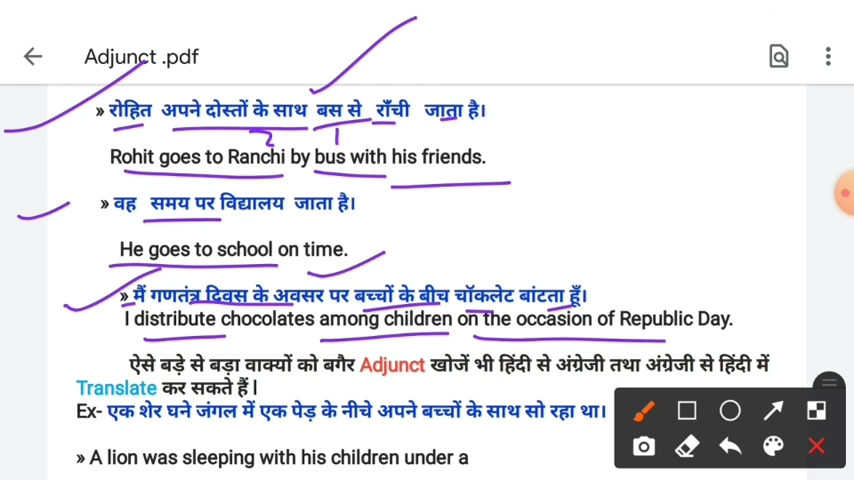 Adjunct .pdf
» रोहित अपने दोस्तों के साथ बस से राँची जाता है।
2 1
Rohit goes to Ranchi by bus with his friends.
» वह समय पर विद्यालय जाता है।
He goes to school on time.
» मैं गणतंत्र दिवस के अवसर पर बच्चों के बीच चॉकलेट बांटता हूँ।
I distribute chocolates among children on the occasion of Republic Day.
ऐसे बड़े से बड़ा वाक्यों को बगैर Adjunct खोजें भी हिंदी से अंग्रेजी तथा अंग्रेजी से हिंदी में
Translate कर सकते हैं l
Ex- एक शेर घने जंगल में एक पेड़ के नीचे अपने बच्चों के साथ सो रहा था।
» A lion was sleeping with his children under a